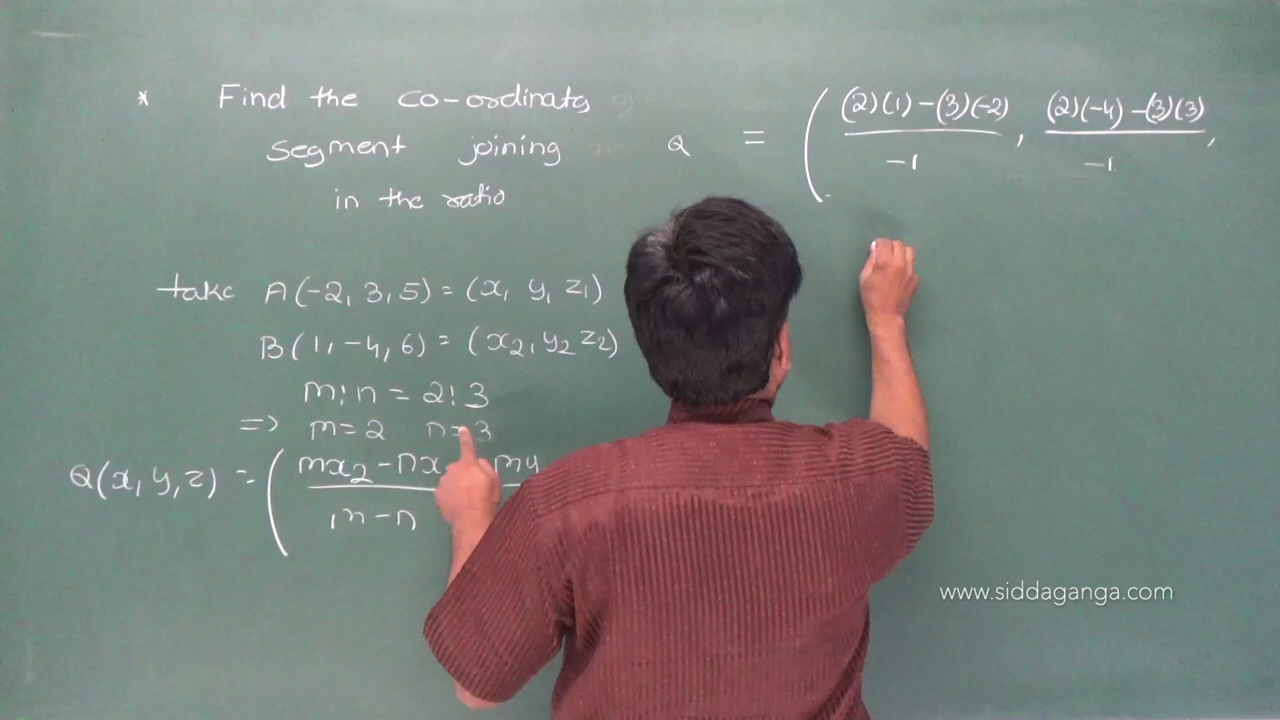 * Find the co-ordinates
segment joining
in the ratio
take A(-2, 3, 5) = (x, y, z1)
B(1, -4, 6) = (x2, y2 z2)
m:n = 2:3
=> m=2 n=3
Q(x, y, z) = ( mx2 - nx my
m - n
Q = ( (2)(1) - (3)(-2) , (2)(-4) - (3)(3) ,
-1 -1
www.siddaganga.com